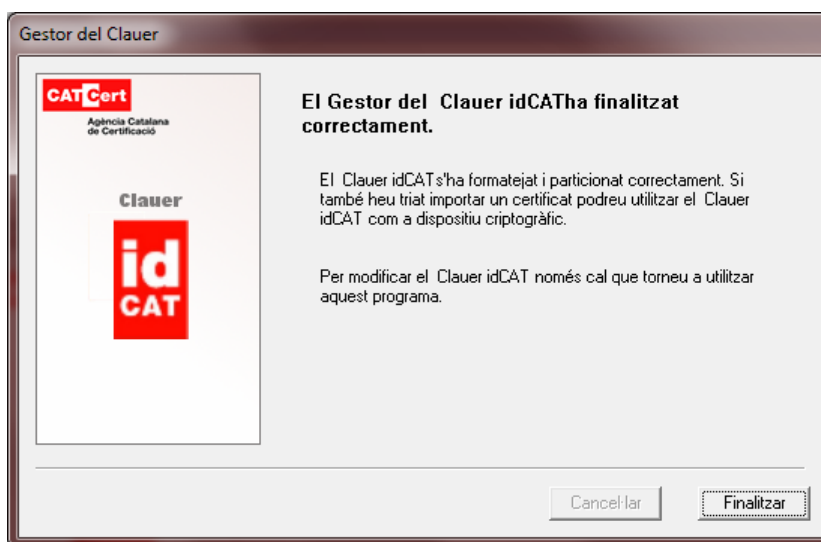 Gestor del Clauer
CATCert
Agència Catalana
de Certificació
Clauer
id
CAT
El Gestor del  Clauer idCATha finalitzat
correctament.
El  Clauer idCATs'ha formatejat i particionat correctament. Si
també heu triat importar un certificat podreu utilitzar el  Clauer
idCAT com a dispositiu criptogràfic.
Per modificar el  Clauer idCAT només cal que torneu a utilitzar
aquest programa.
Cancel·lar
Finalitzar